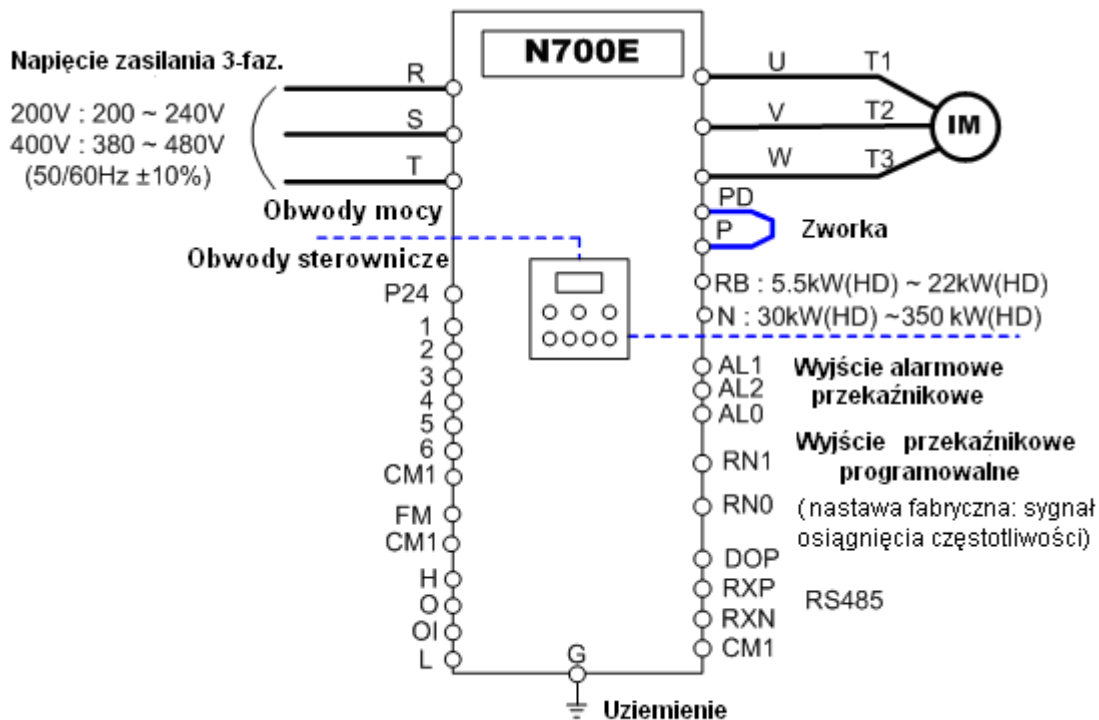 N700E
Napięcie zasilania 3-faz.
200V : 200 ~ 240V
400V : 380 ~ 480V
(50/60Hz ±10%)
R
S
T
U T1
V T2
W T3
IM
PD
P
Zworka
Obwody mocy
Obwody sterownicze
RB : 5.5kW(HD) ~ 22kW(HD)
N : 30kW(HD) ~350 kW(HD)
P24
1
2
3
4
5
6
CM1
FM
CM1
H
O
OI
L
AL1
AL2
AL0
Wyjście alarmowe
przekaźnikowe
RN1
RN0
Wyjście przekaźnikowe
programowalne
(nastawa fabryczna: sygnał
osiągnięcia częstotliwości)
DOP
RXP
RXN
CM1
RS485
G
Uziemienie